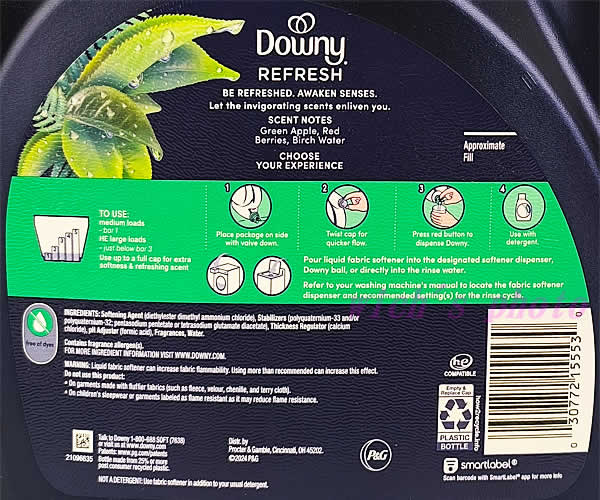 Downy
REFRESH
BE REFRESHED. AWAKEN SENSES.
Let the invigorating scents enliven you.
SCENT NOTES
Green Apple, Red
Berries, Birch Water
CHOOSE
YOUR EXPERIENCE
Approximate
Fill
TO USE:
medium loads
- bar 1
HE large loads
- just below bar 3
Use up to a full cap for extra
softness & refreshing scent
1
Place package on side
with valve down.
2
Twist cap for
quicker flow.
3
Press red button to
dispense Downy.
4
Use with
detergent.
Pour liquid fabric softener into the designated softener dispenser,
Downy ball, or directly into the rinse water.
Refer to your washing machine's manual to locate the fabric softener
dispenser and recommended setting(s) for the rinse cycle.
free of dyes
INGREDIENTS: Softening Agent (diethylester dimethyl ammonium chloride), Stabilizers (polyquaternium-33 and/or
polyquaternium-32; pentasodium pentetate or tetrasodium glutamate diacetate), Thickness Regulator (calcium
chloride), pH Adjustor (formic acid), Fragrances, Water.
Contains fragrance allergen(s).
FOR MORE INGREDIENT INFORMATION VISIT WWW.DOWNY.COM.
WARNING: Liquid fabric softener can increase fabric flammability. Using more than recommended can increase this effect.
Do not use this product:
• On garments made with fluffier fabrics (such as fleece, velour, chenille, and terry cloth).
• On children's sleepwear or garments labeled as flame resistant as it may reduce flame resistance.
21096835
Talk to Downy 1-800-688 SOFT (7638)
or visit us at www.downy.com
Patents: www.pg.com/patents
Bottle made from 25% or more
post consumer recycled plastic.
Distr. by
Procter & Gamble, Cincinnati, OH 45202.
©2024 P&G
P&G
NOT A DETERGENT: Use fabric softener in addition to your usual detergent.
he
COMPATIBLE
Empty &
Replace Cap
PLASTIC
BOTTLE
how2recycle.info
0 30772 15553 0
smartlabel®
Scan barcode with SmartLabel® app for more info